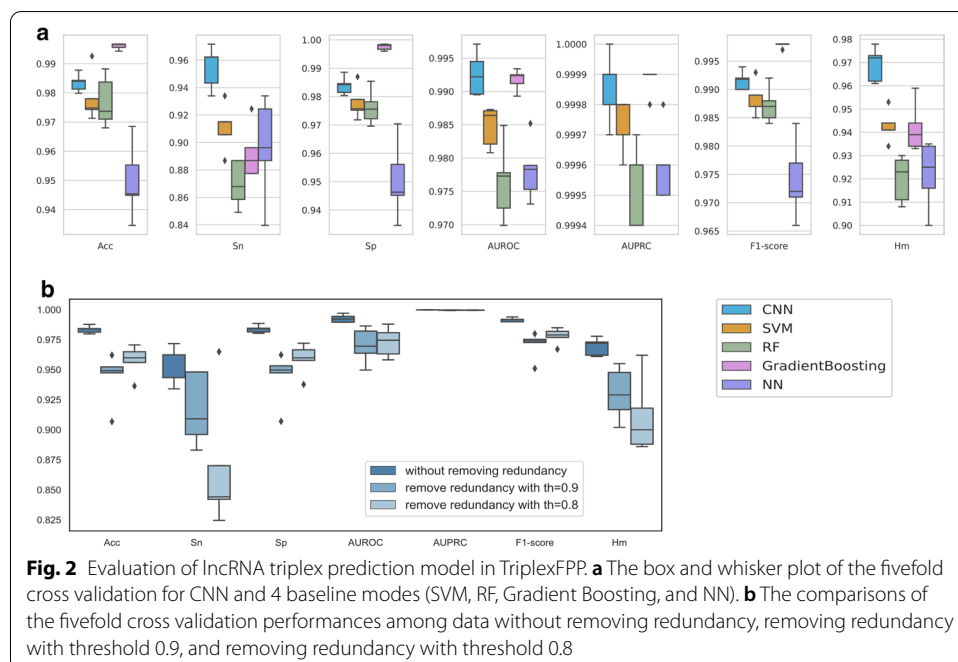 a
0.99
0.98
0.97
0.96
0.95
0.94
Acc
0.96
0.94
0.92
0.90
0.88
0.86
0.84
Sn
1.00
0.99
0.98
0.97
0.96
0.95
0.94
Sp
0.995
0.990
0.985
0.980
0.975
0.970
AUROC
1.0000
0.9999
0.9998
0.9997
0.9996
0.9995
0.9994
AUPRC
0.995
0.990
0.985
0.980
0.975
0.970
0.965
F1-score
0.98
0.97
0.96
0.95
0.94
0.93
0.92
0.91
0.90
Hm
b
1.000
0.975
0.950
0.925
0.900
0.875
0.850
0.825
without removing redundancy
remove redundancy with th=0.9
remove redundancy with th=0.8
Acc Sn Sp AUROC AUPRC F1-score Hm
CNN
SVM
RF
GradientBoosting
NN
Fig. 2 Evaluation of lncRNA triplex prediction model in TriplexFPP. a The box and whisker plot of the fivefold
cross validation for CNN and 4 baseline modes (SVM, RF, Gradient Boosting, and NN). b The comparisons of
the fivefold cross validation performances among data without removing redundancy, removing redundancy
with threshold 0.9, and removing redundancy with threshold 0.8